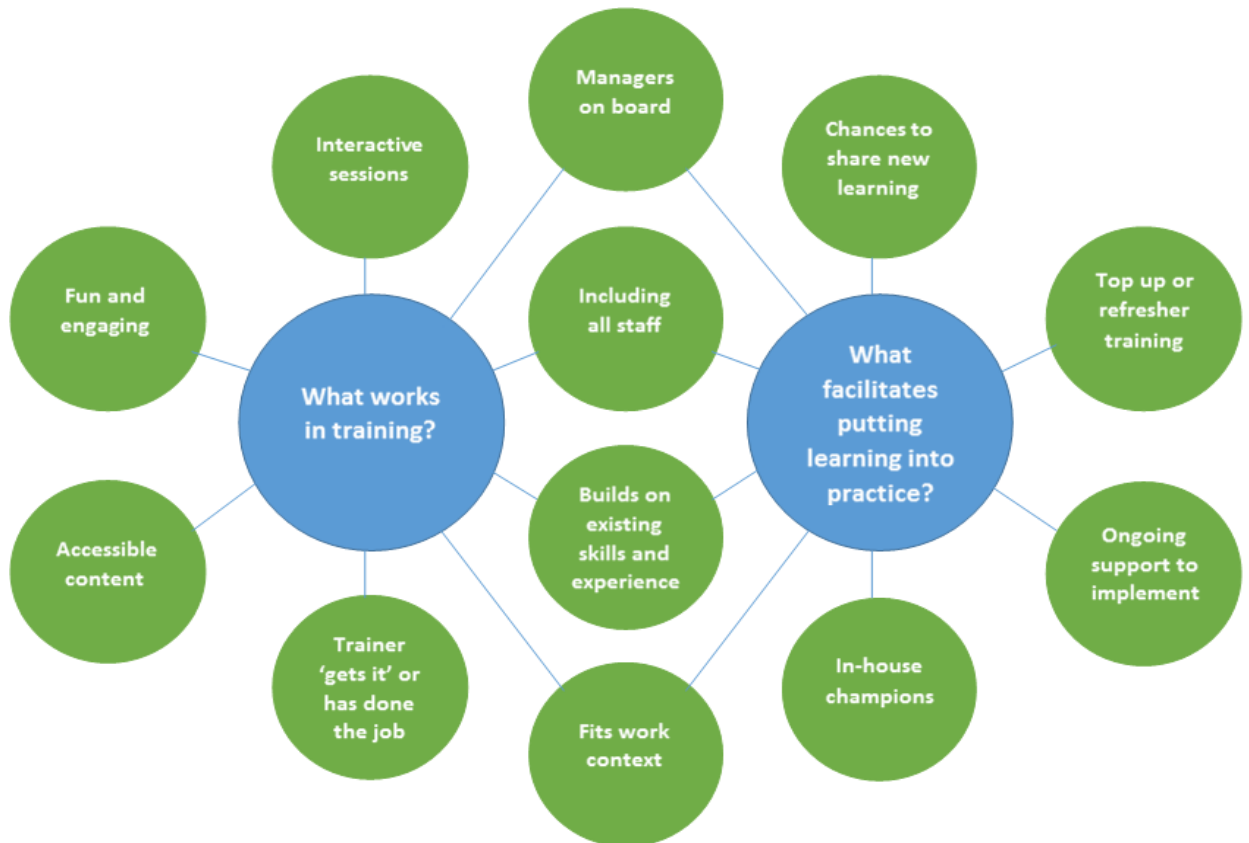 Managers
on board
Interactive
sessions
Chances to
share new
learning
Fun and
engaging
Including
all staff
Top up or
refresher
training
What works
in training?
What
facilitates
putting
learning into
practice?
Accessible
content
Builds on
existing
skills and
experience
Ongoing
support to
implement
Trainer
‘gets it’ or
has done
the job
Fits work
context
In-house
champions